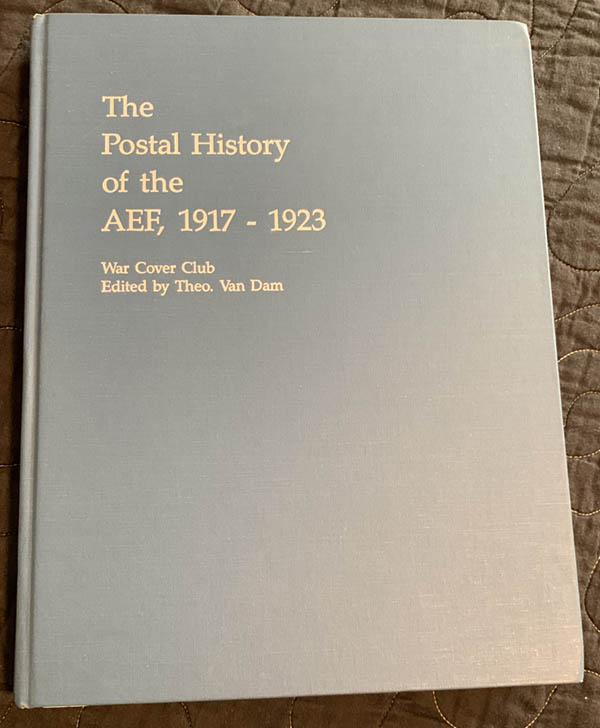 The
Postal History
of the
AEF, 1917 - 1923
War Cover Club
Edited by Theo. Van Dam